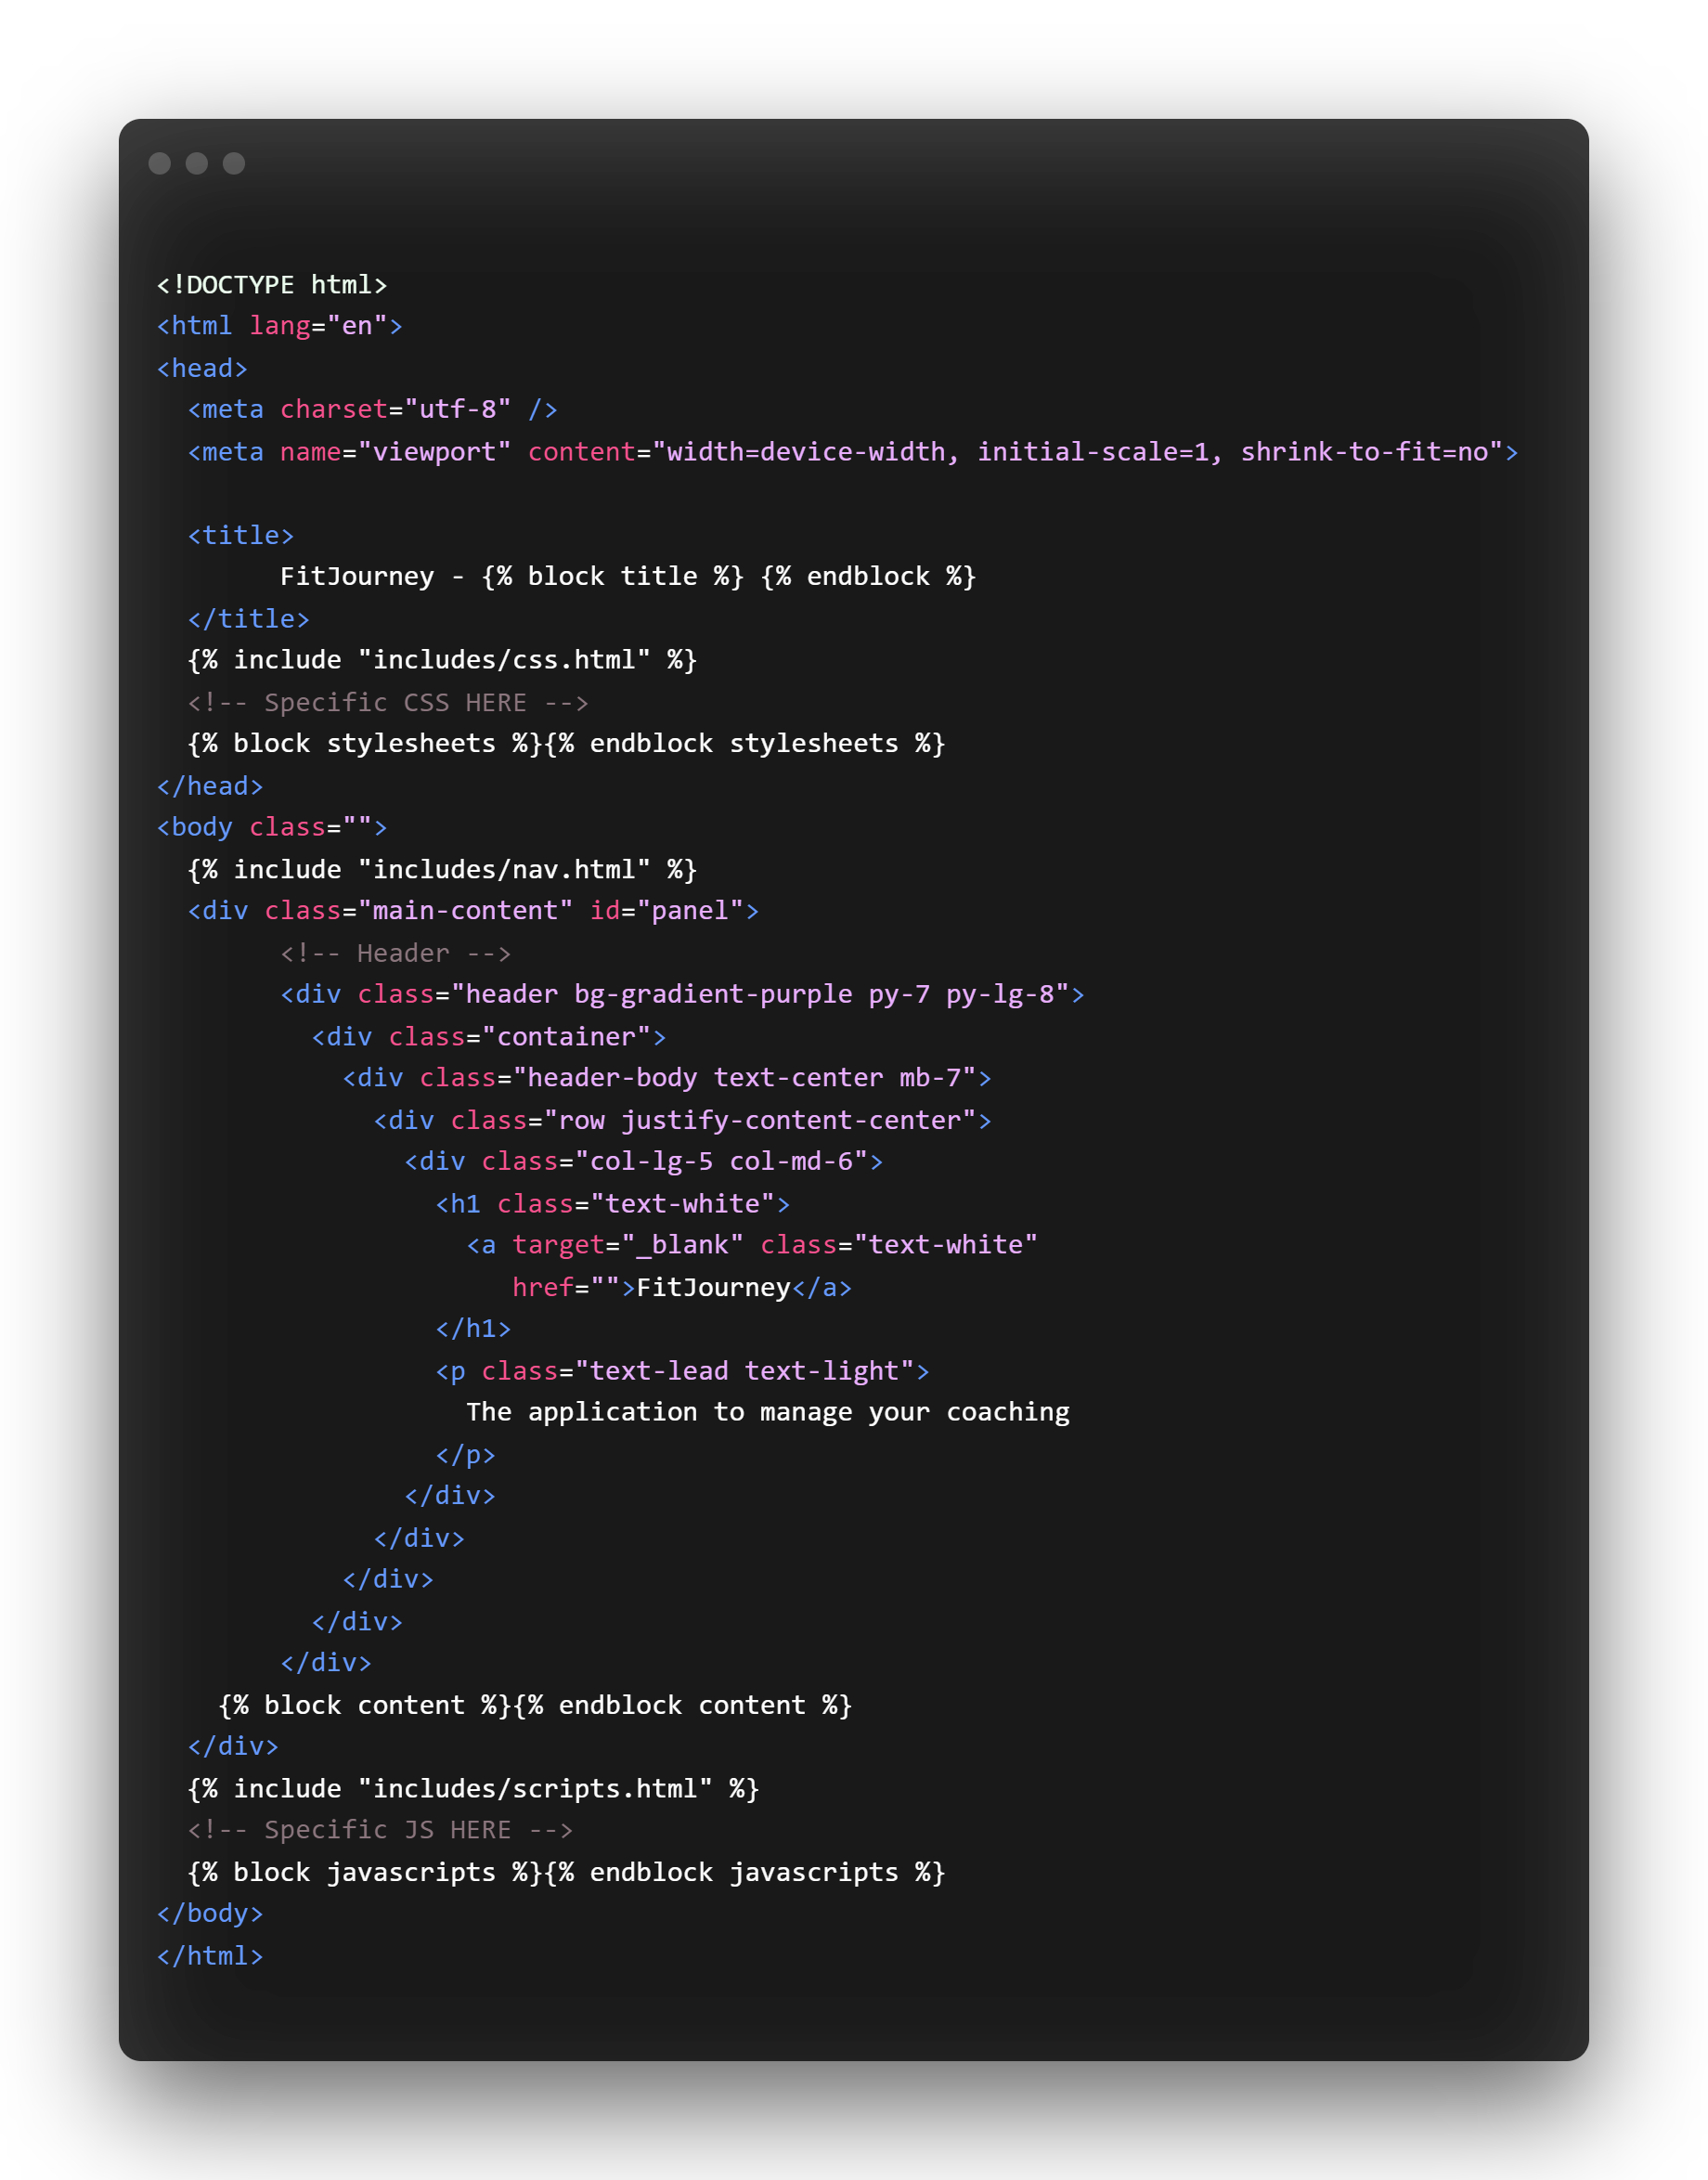 <!DOCTYPE html>
<html lang="en">
<head>
  <meta charset="utf-8" />
  <meta name="viewport" content="width=device-width, initial-scale=1, shrink-to-fit=no">

  <title>
        FitJourney - {% block title %} {% endblock %}
  </title>
  {% include "includes/css.html" %}
  <!-- Specific CSS HERE -->
  {% block stylesheets %}{% endblock stylesheets %}
</head>
<body class="">
  {% include "includes/nav.html" %}
  <div class="main-content" id="panel">
        <!-- Header -->
        <div class="header bg-gradient-purple py-7 py-lg-8">
          <div class="container">
            <div class="header-body text-center mb-7">
              <div class="row justify-content-center">
                <div class="col-lg-5 col-md-6">
                  <h1 class="text-white">
                    <a target="_blank" class="text-white"
                       href="">FitJourney</a>
                  </h1>
                  <p class="text-lead text-light">
                    The application to manage your coaching
                  </p>
                </div>
              </div>
            </div>
          </div>
        </div>
    {% block content %}{% endblock content %}
  </div>
  {% include "includes/scripts.html" %}
  <!-- Specific JS HERE -->
  {% block javascripts %}{% endblock javascripts %}
</body>
</html>